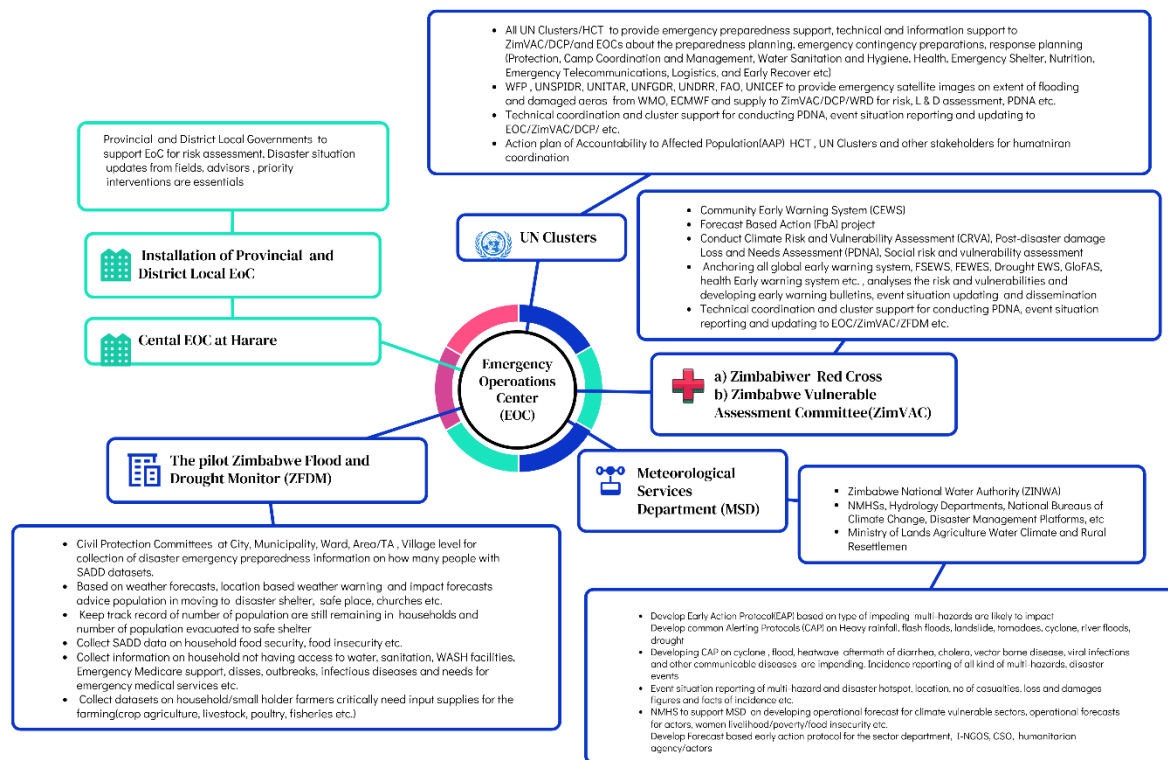 • All UN Clusters/HCT to provide emergency preparedness support, technical and information support to
ZimVAC/DCP/and EOCs about the preparedness planning, emergency contingency preparations, response planning
(Protection, Camp Coordination and Management, Water Sanitation and Hygiene, Health, Emergency Shelter, Nutrition,
Emergency Telecommunications, Logistics, and Early Recover etc)
• WFP , UNSPIDR, UNITAR, UNFGDR, UNDRR, FAO, UNICEF to provide emergency satellite images on extent of flooding
and damaged aeras from WMO, ECMWF and supply to ZimVAC/DCP/WRD for risk, L & D assessment, PDNA etc.
• Technical coordination and cluster support for conducting PDNA, event situation reporting and updating to
EOC/ZimVAC/DCP/ etc.
• Action plan of Accountability to Affected Population(AAP) HCT , UN Clusters and other stakeholders for humatniran
coordination
Provincial and District Local Governments to
support EoC for risk assessment, Disaster situation
updates from fields, advisors , priority
interventions are essentials
UN Clusters
Installation of Provincial and
District Local EoC
Cental EOC at Harare
• Community Early Warning System (CEWS)
• Forecast Based Action (FbA) project
• Conduct Climate Risk and Vulnerability Assessment (CRVA), Post-disaster damage
Loss and Needs Assessment (PDNA), Social risk and vulnerability assessment
• Anchoring all global early warning system, FSEWS, FEWES, Drought EWS, GloFAS,
health Early warning system etc. , analyses the risk and vulnerabilities and
developing early warning bulletins, event situation updating and dissemination
• Technical coordination and cluster support for conducting PDNA, event situation
reporting and updating to EOC/ZimVAC/ZFDM etc.
Emergency
Operoations
Center
(EOC)
a) Zimbabiwer Red Cross
b) Zimbabwe Vulnerable
Assessment Committee(ZimVAC)
The pilot Zimbabwe Flood and
Drought Monitor (ZFDM)
Meteorological
Services
Department (MSD)
• Zimbabwe National Water Authority (ZINWA)
• NMHSs, Hydrology Departments, National Bureaus of
Climate Change, Disaster Management Platforms, etc
• Ministry of Lands Agriculture Water Climate and Rural
Resettlemen
• Civil Protection Committees at City, Municipality, Ward, Area/TA , Village level for
collection of disaster emergency preparedness information on how many people with
SADD datasets.
• Based on weather forecasts, location based weather warning and impact forecasts
advice population in moving to disaster shelter, safe place, churches etc.
• Keep track record of number of population are still remaining in households and
number of population evacuated to safe shelter
• Collect SADD data on household food security, food insecurity etc.
• Collect information on household not having access to water, sanitation, WASH facilities,
Emergency Medicare support, disses, outbreaks, infectious diseases and needs for
emergency medical services etc.
• Collect datasets on household/small holder farmers critically need input supplies for the
farming(crop agriculture, livestock, poultry, fisheries etc.)
• Develop Early Action Protocol(EAP) based on type of impeding multi-hazards are likely to impact
Develop common Alerting Protocols (CAP) on Heavy rainfall, flash floods, landslide, tornadoes, cyclone, river floods,
drought
• Developing CAP on cyclone , flood, heatwave aftermath of diarrhea, cholera, vector borne disease, viral infections
and other communicable diseases are impending. Incidence reporting of all kind of multi-hazards, disaster
events
• Event situation reporting of multi-hazard and disaster hotspot, location, no of casualties, loss and damages
figures and facts of incidence etc.
• NMHS to support MSD on developing operational forecast for climate vulnerable sectors, operational forecasts
for actors, women livelihood/poverty/food insecurity etc.
Develop Forecast based early action protocol for the sector department, I-NGOS, CSO, humanitarian
agency/actors